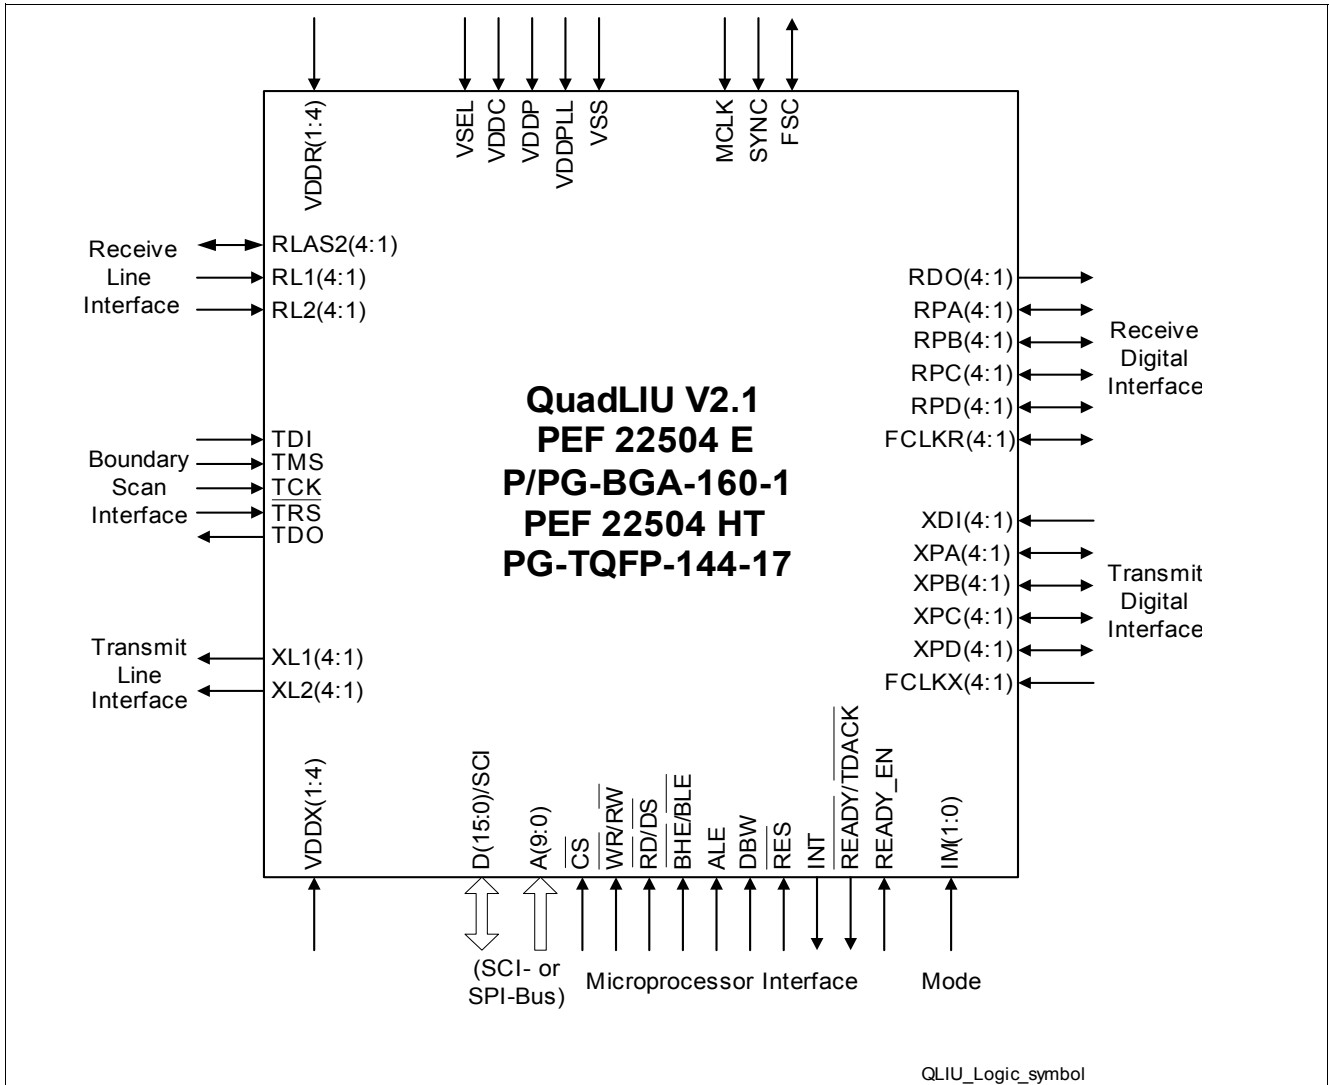 VDDR(1:4)
VSEL
VDDC
VDDP
VDDPLL
VSS
MCLK
SYNC
FSC
Receive
Line
Interface
RLAS2(4:1)
RL1(4:1)
RL2(4:1)
RDO(4:1)
RPA(4:1)
RPB(4:1)
RPC(4:1)
RPD(4:1)
FCLKR(4:1)
Receive
Digital
Interface
QuadLIU V2.1
PEF 22504 E
P/PG-BGA-160-1
PEF 22504 HT
PG-TQFP-144-17
Boundary
Scan
Interface
TDI
TMS
TCK
TRS
TDO
XDI(4:1)
XPA(4:1)
XPB(4:1)
XPC(4:1)
XPD(4:1)
FCLKX(4:1)
Transmit
Digital
Interface
Transmit
Line
Interface
XL1(4:1)
XL2(4:1)
VDDX(1:4)
D(15:0)/SCI
A(9:0)
CS
WR/RW
RD/DS
BHE/BLE
ALE
DBW
RES
INT
READY/TDACK
READY_EN
IM(1:0)
(SCI- or
SPI-Bus)
Microprocessor Interface
Mode
QLIU_Logic_symbol